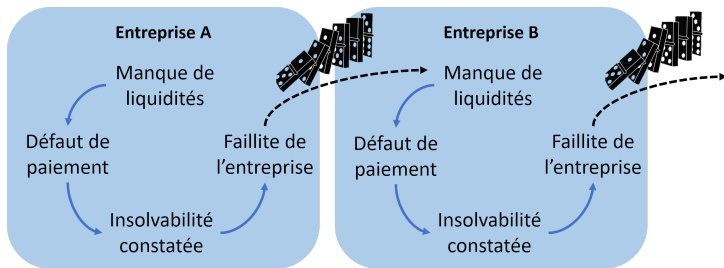 Entreprise A
Manque de
liquidités
Défaut de
paiement
Faillite de
l'entreprise
Insolvabilité
constatée
Entreprise B
Manque de
liquidités
Défaut de
paiement
Faillite de
l'entreprise
Insolvabilité
constatée